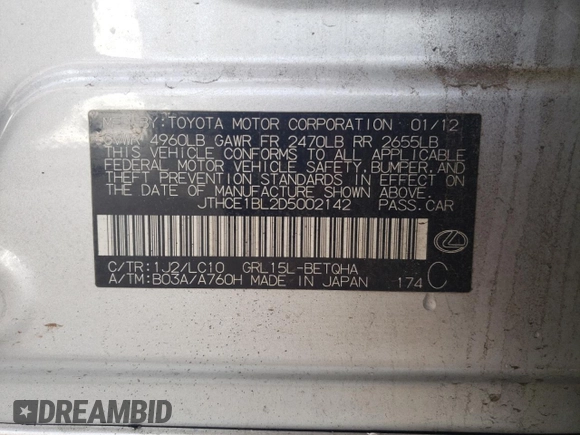 BY: TOYOTA MOTOR CORPORATION 01/12
GVWR 4960LB GAWR FR 2470LB RR 2655LB
THIS VEHICLE CONFORMS TO ALL APPLICABLE
FEDERAL MOTOR VEHICLE SAFETY, BUMPER, AND
THEFT PREVENTION STANDARDS IN EFFECT ON
THE DATE OF MANUFACTURE SHOWN ABOVE.
JTHCE1BL2D5002142 PASS.CAR
C/TR: 1J2/LC10 GRL15L-BETQHA
A/TM: B03A/A760H MADE IN JAPAN 174 C
DREAMBID